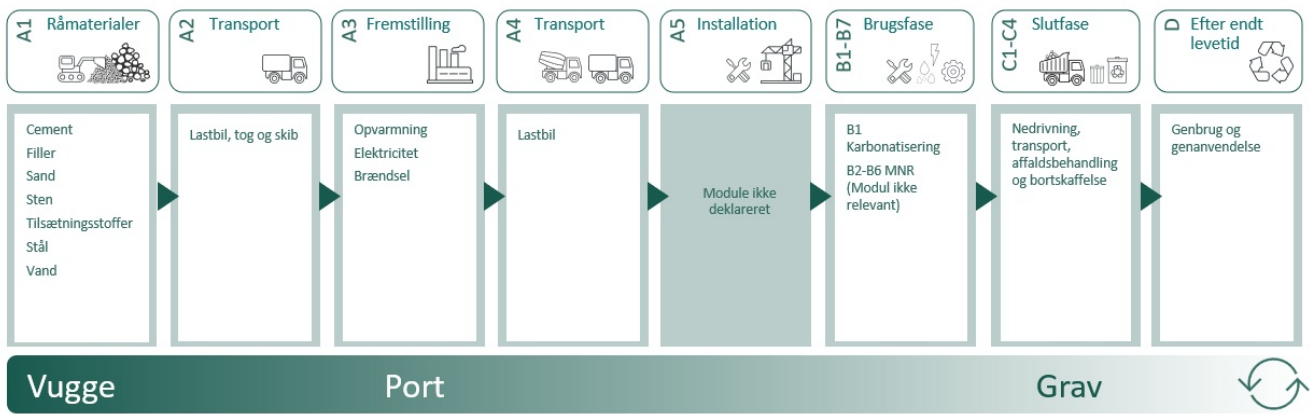 A1
Råmaterialer
A2
Transport
A3
Fremstilling
A4
Transport
A5
Installation
B1-B7
Brugsfase
C1-C4
Slutfase
D
Efter endt
levetid
Cement
Filler
Sand
Sten
Tilsætningsstoffer
Stål
Vand
Lastbil, tog og skib
Opvarmning
Elektricitet
Brændsel
Lastbil
Module ikke
deklareret
B1
Karbonatisering
B2-B6 MNR
(Modul ikke
relevant)
Nedrivning,
transport,
affaldsbehandling
og bortskaffelse
Genbrug og
genanvendelse
Vugge
Port
Grav